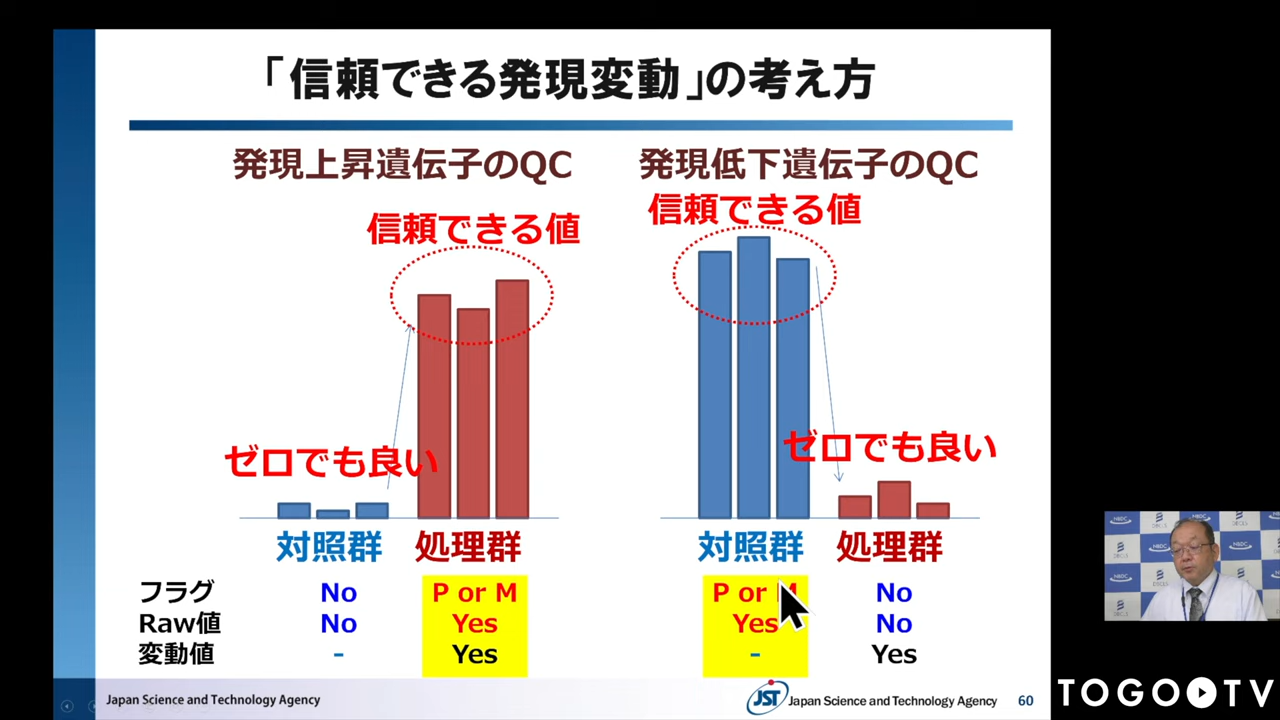 「信頼できる発現変動」の考え方
発現上昇遺伝子のQC
発現低下遺伝子のQC
信頼できる値
信頼できる値
ゼロでも良い
ゼロでも良い
対照群 処理群
対照群 処理群
フラグ No P or M P or M No
Raw値 No Yes Yes No
変動値 - Yes - Yes
Japan Science and Technology Agency
JST Japan Science and Technology Agency 60
TOGO TV
NBDC
DBCLS